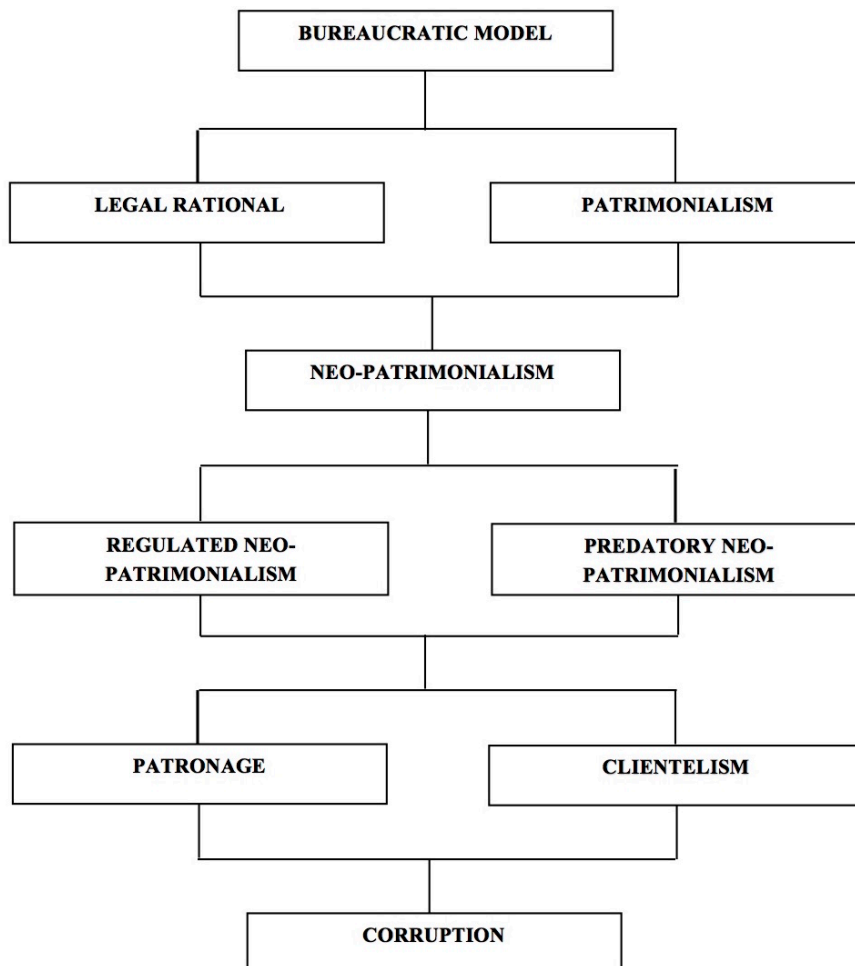 BUREAUCRATIC MODEL
LEGAL RATIONAL
PATRIMONIALISM
NEO-PATRIMONIALISM
REGULATED NEO-
PATRIMONIALISM
PREDATORY NEO-
PATRIMONIALISM
PATRONAGE
CLIENTELISM
CORRUPTION